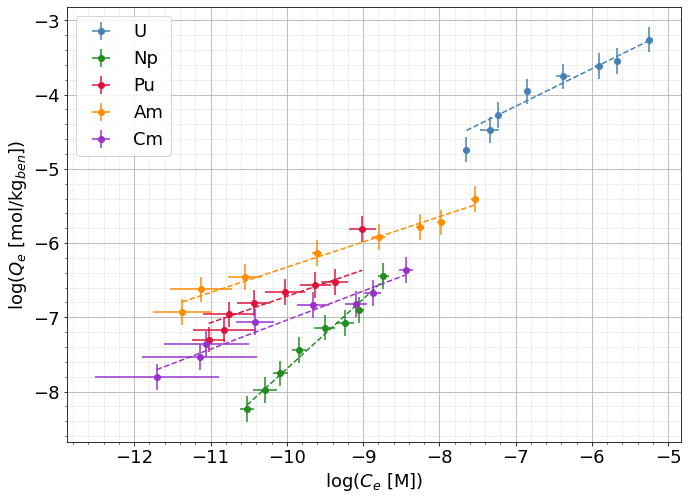 U
Np
Pu
Am
Cm
log(Qₑ [mol/kg_ben])
−3
−4
−5
−6
−7
−8
−12 −11 −10 −9 −8 −7 −6 −5
log(Cₑ [M])